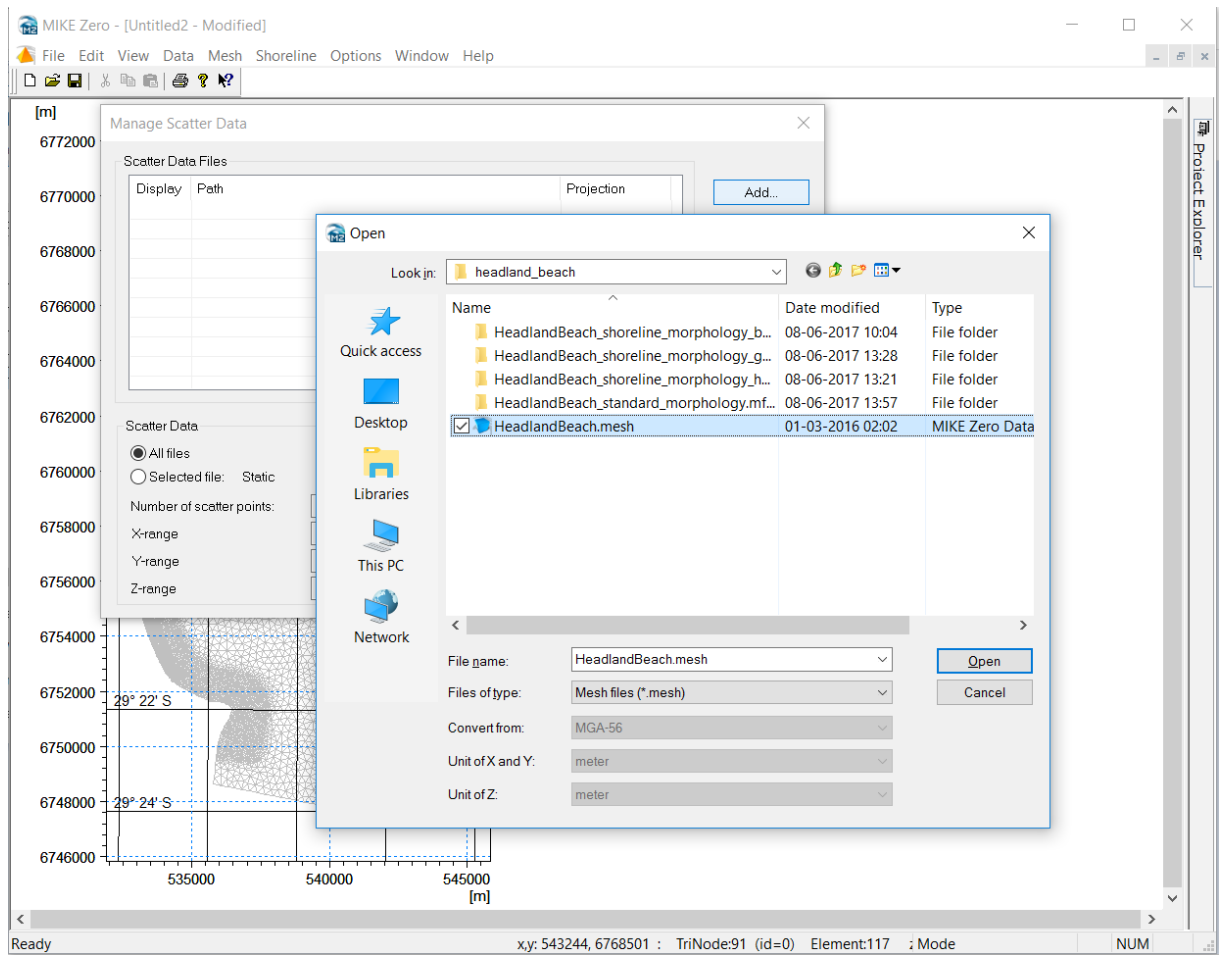 MIKE Zero - [Untitled2 - Modified]
File Edit View Data Mesh Shoreline Options Window Help
[m]
6772000
6770000
6768000
6766000
6764000
6762000
6760000
6758000
6756000
6754000
6752000
6750000
6748000
6746000
29° 22' S
29° 24' S
535000 540000 545000
[m]
Manage Scatter Data
Scatter Data Files
Display Path Projection
Add...
Scatter Data
All files
Selected file: Static
Number of scatter points:
X-range
Y-range
Z-range
Open
Look in: headland_beach
Quick access
Desktop
Libraries
This PC
Network
Name Date modified Type
HeadlandBeach_shoreline_morphology_b... 08-06-2017 10:04 File folder
HeadlandBeach_shoreline_morphology_g... 08-06-2017 13:28 File folder
HeadlandBeach_shoreline_morphology_h... 08-06-2017 13:21 File folder
HeadlandBeach_standard_morphology.mf... 08-06-2017 13:57 File folder
HeadlandBeach.mesh 01-03-2016 02:02 MIKE Zero Data
File name: HeadlandBeach.mesh Open
Files of type: Mesh files (*.mesh) Cancel
Convert from: MGA-56
Unit of X and Y: meter
Unit of Z: meter
Project Explorer
Ready x,y: 543244, 6768501 : TriNode:91 (id=0) Element:117 : Mode NUM